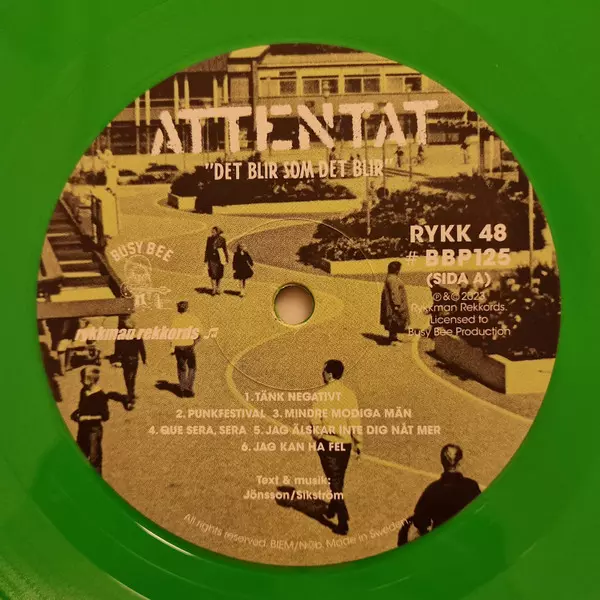 ATTENTAT
"DET BLIR SOM DET BLIR"
BUSY BEE
rykkman rekkords
RYKK 48
# BBP125
(SIDA A)
℗&© 2023
Rykkman Rekkords.
Licensed to
Busy Bee Production
1. TÄNK NEGATIVT
2. PUNKFESTIVAL 3. MINDRE MODIGA MÄN
4. QUE SERA, SERA 5. JAG ÄLSKAR INTE DIG NÅT MER
6. JAG KAN HA FEL
Text & musik:
Jönsson/Sikström
All rights reserved. BIEM/N©b. Made in Sweden.